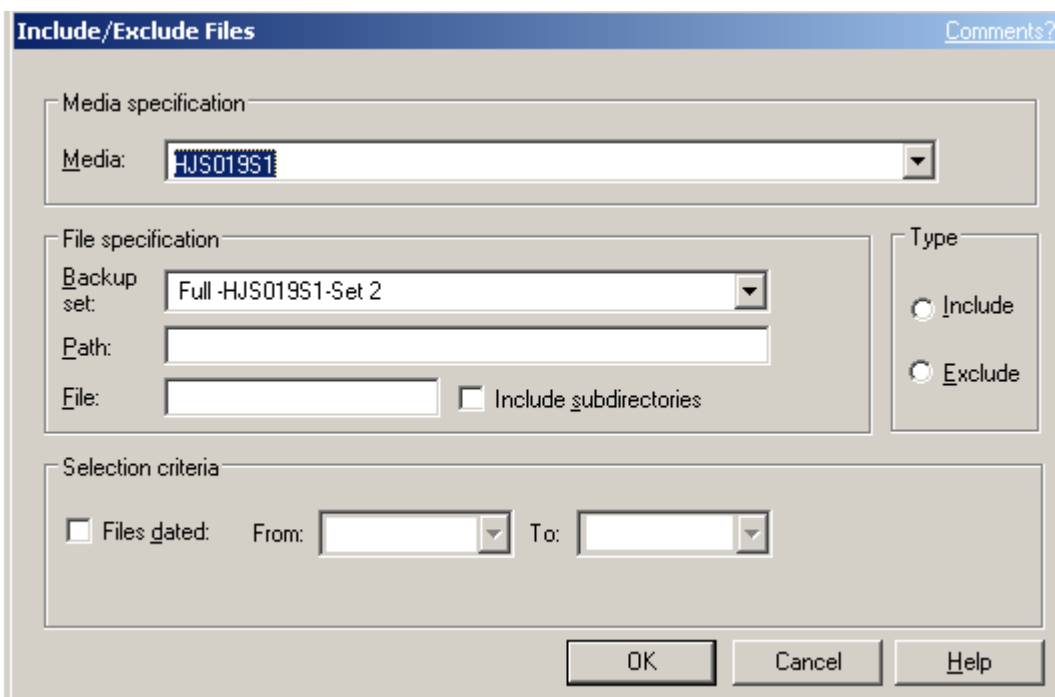 Include/Exclude Files Comments?
Media specification
Media: HJS019S1
File specification
Type
Backup set: Full -HJS019S1-Set 2
Include
Path:
Exclude
File: Include subdirectories
Selection criteria
Files dated: From: To:
OK Cancel Help